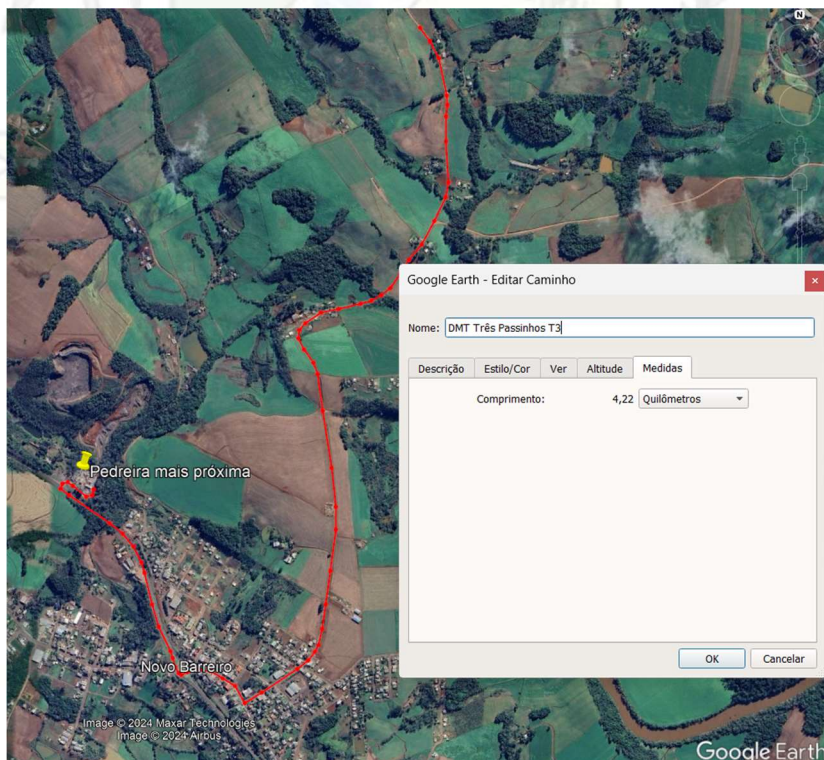 N
Google Earth - Editar Caminho
Nome: DMT Três Passinhos T3
Descrição Estilo/Cor Ver Altitude Medidas
Comprimento: 4,22 Quilômetros
Pedreira mais próxima
OK Cancelar
Novo Barreiro
Image © 2024 Maxar Technologies
Image © 2024 Airbus
Google Earth